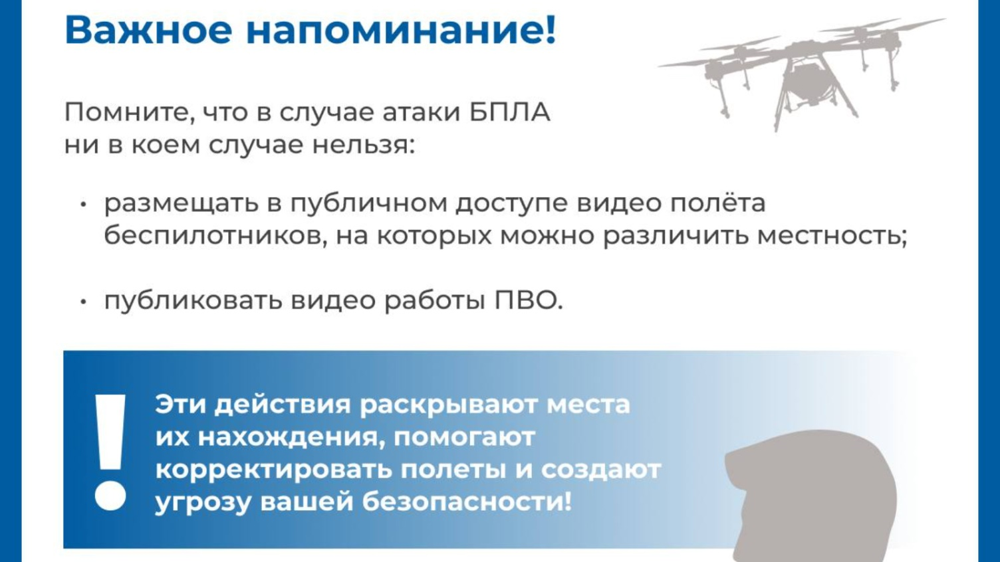 Важное напоминание!
Помните, что в случае атаки БПЛА
ни в коем случае нельзя:
• размещать в публичном доступе видео полёта
беспилотников, на которых можно различить местность;
• публиковать видео работы ПВО.
! Эти действия раскрывают места
их нахождения, помогают
корректировать полеты и создают
угрозу вашей безопасности!